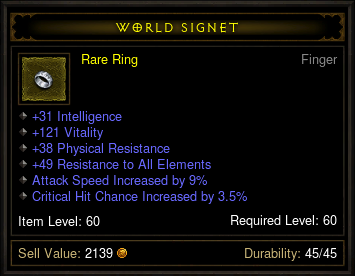 WORLD SIGNET
Rare Ring Finger
+31 Intelligence
+121 Vitality
+38 Physical Resistance
+49 Resistance to All Elements
Attack Speed Increased by 9%
Critical Hit Chance Increased by 3.5%
Item Level: 60 Required Level: 60
Sell Value: 2139 Durability: 45/45